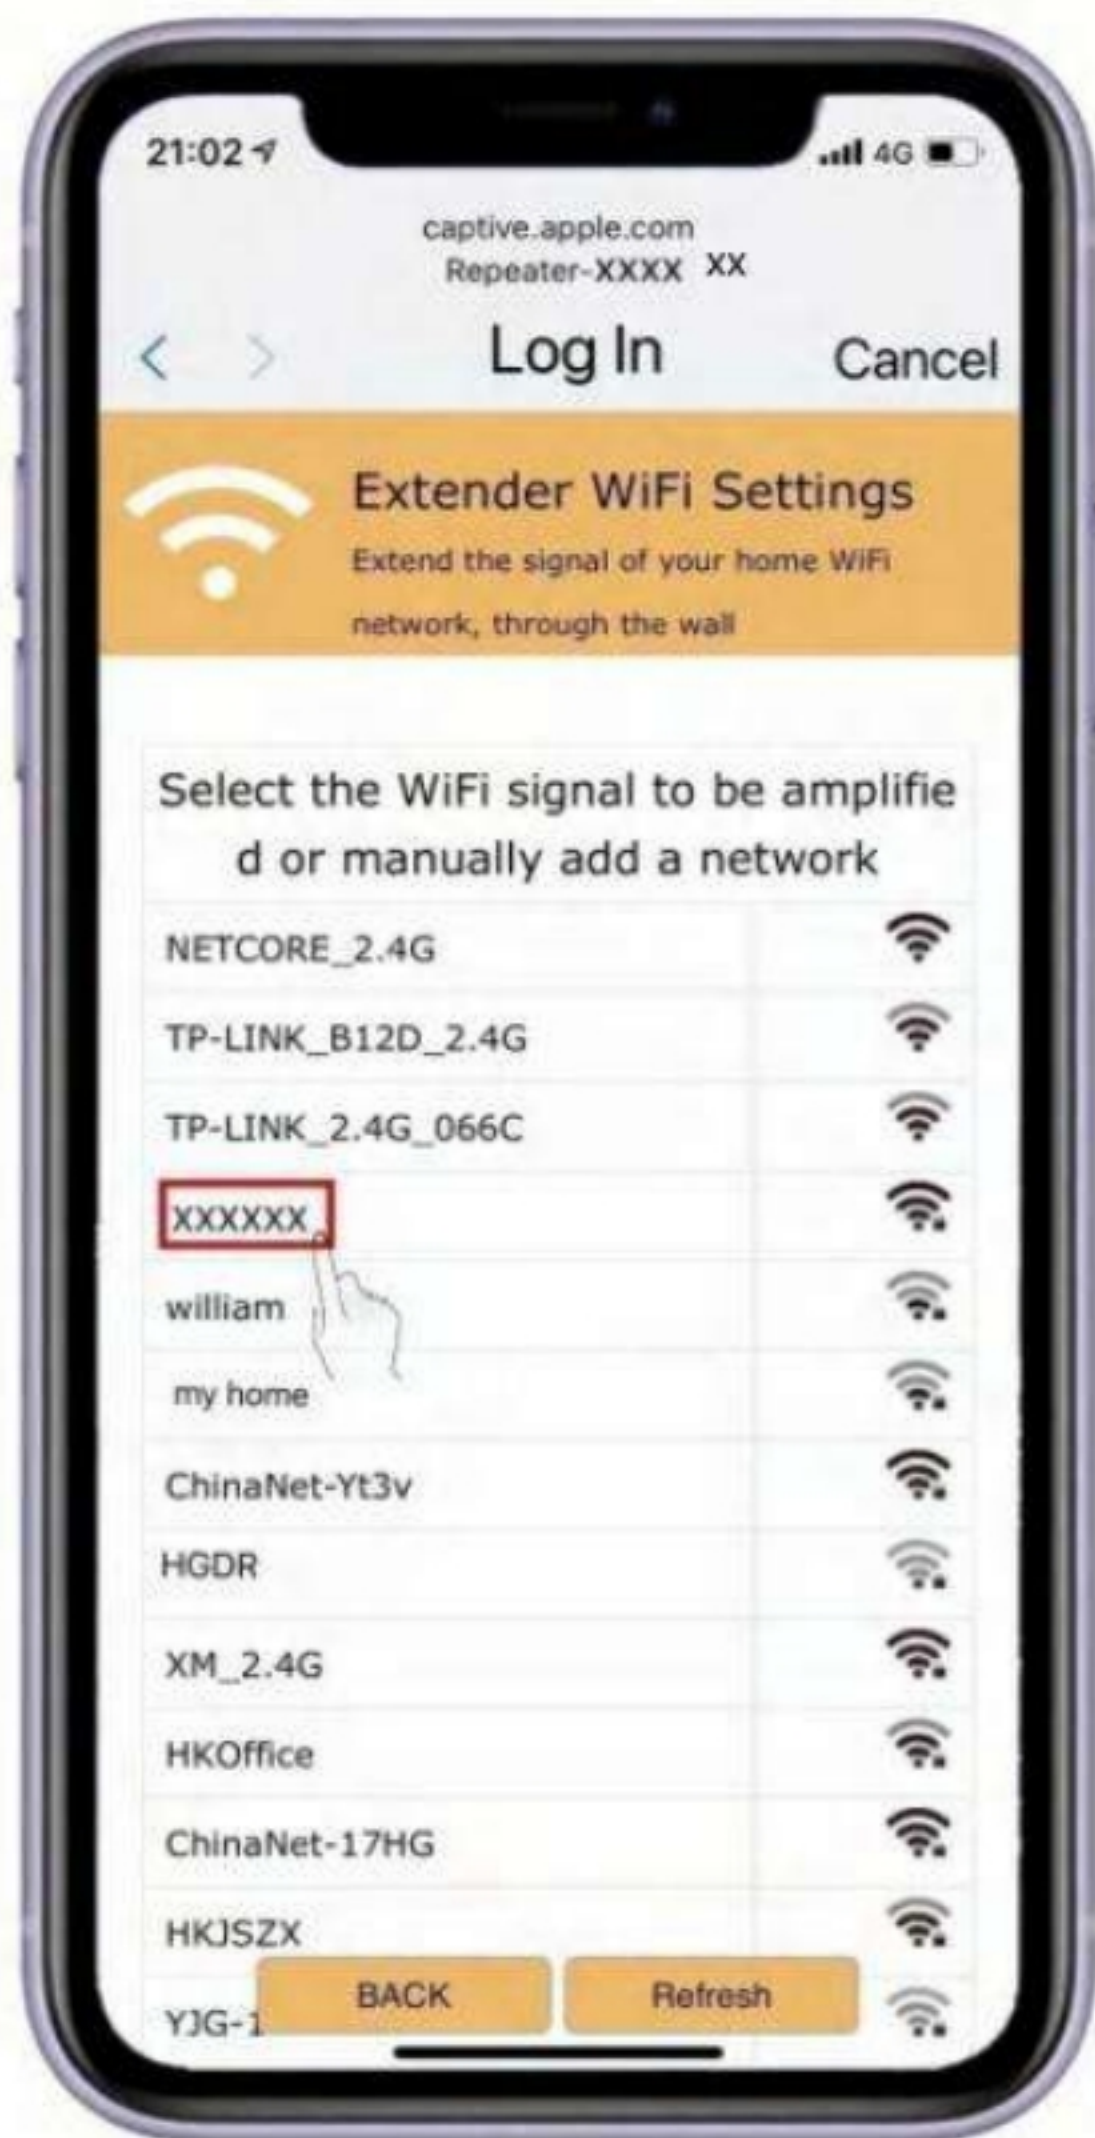 21:02
4G
captive.apple.com
Repeater-XXXX XX
Log In
Cancel
Extender WiFi Settings
Extend the signal of your home WiFi
network, through the wall
Select the WiFi signal to be amplifie
d or manually add a network
NETCORE_2.4G
TP-LINK_B12D_2.4G
TP-LINK_2.4G_066C
XXXXXX
william
my home
ChinaNet-Yt3v
HGDR
XM_2.4G
HKOffice
ChinaNet-17HG
HKJSZX
YJG-1
BACK
Refresh